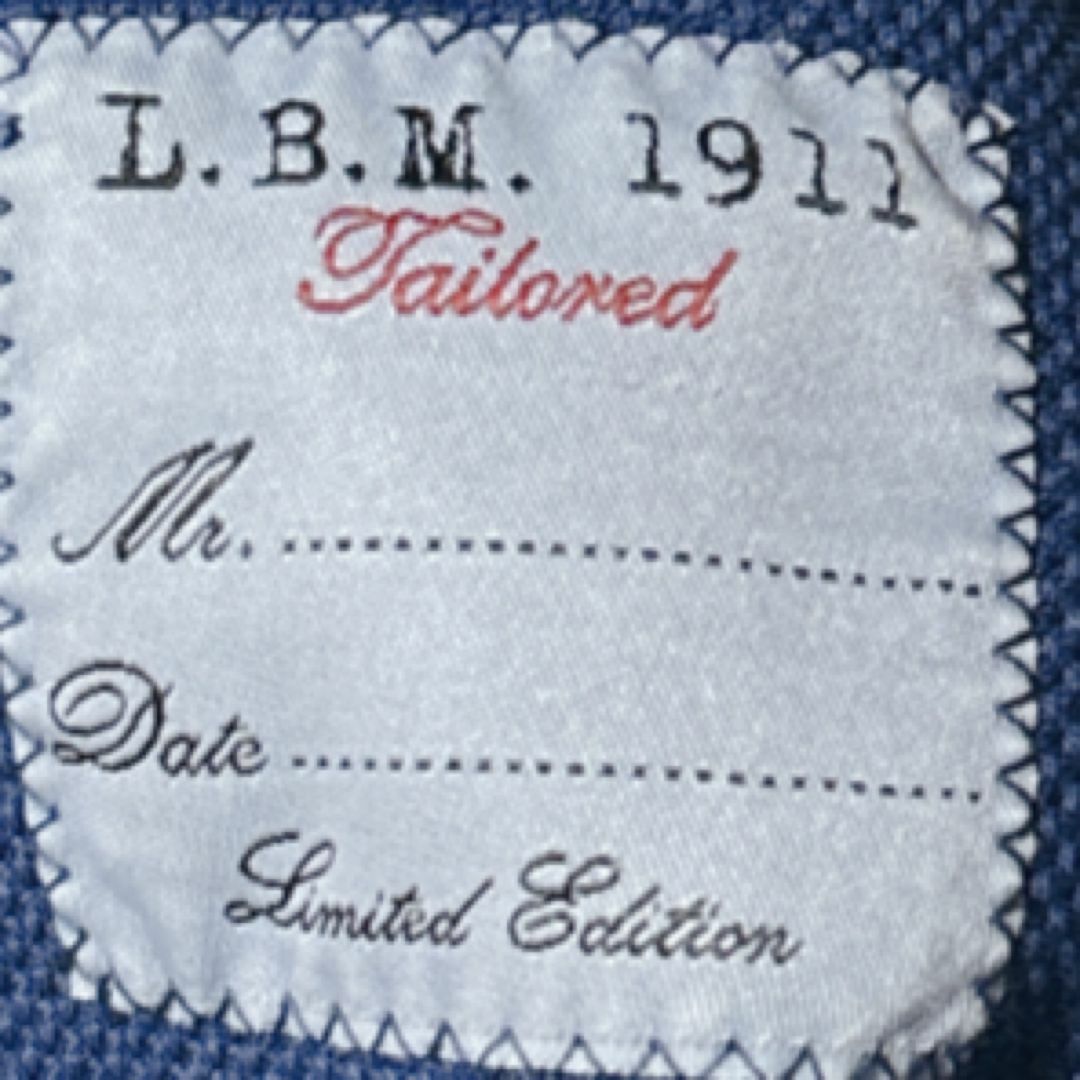 L.B.M. 1911
Tailored
Mr. ........................
Date ........................
Limited Edition